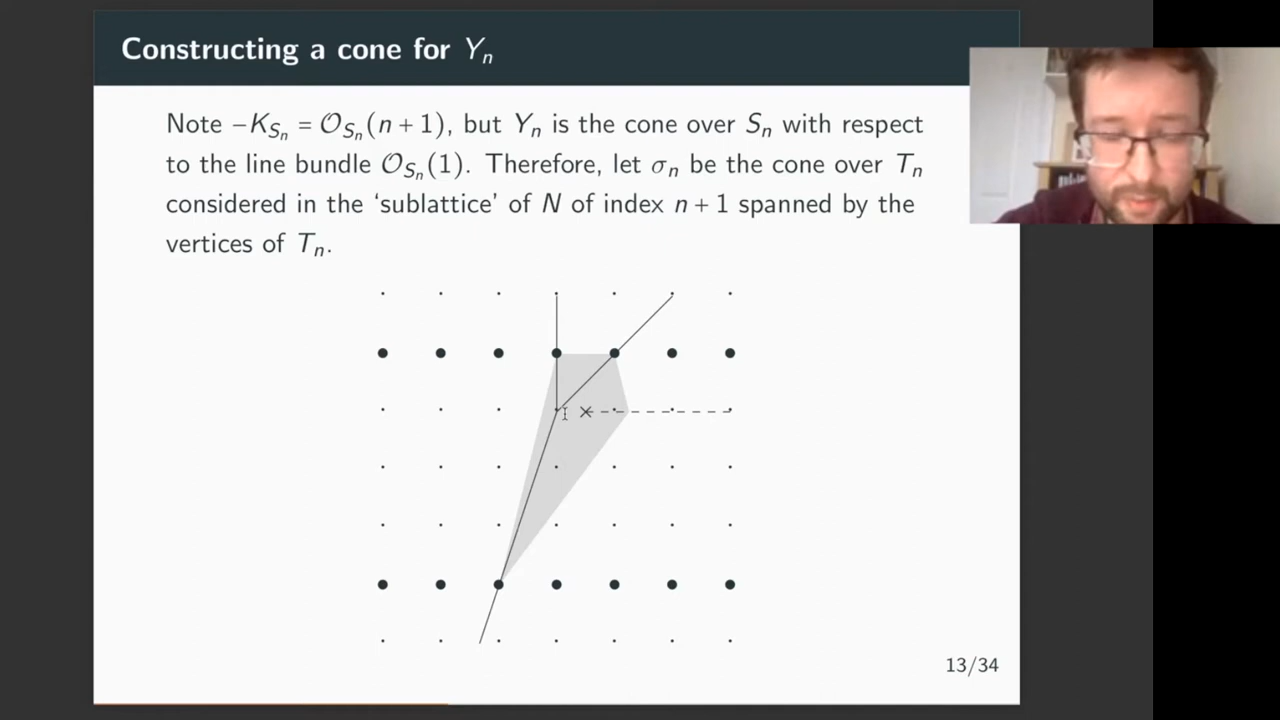 Constructing a cone for Yₙ
Note −K_{Sₙ} = 𝒪_{Sₙ}(n + 1), but Yₙ is the cone over Sₙ with respect
to the line bundle 𝒪_{Sₙ}(1). Therefore, let σₙ be the cone over Tₙ
considered in the ‘sublattice’ of N of index n + 1 spanned by the
vertices of Tₙ.
13/34